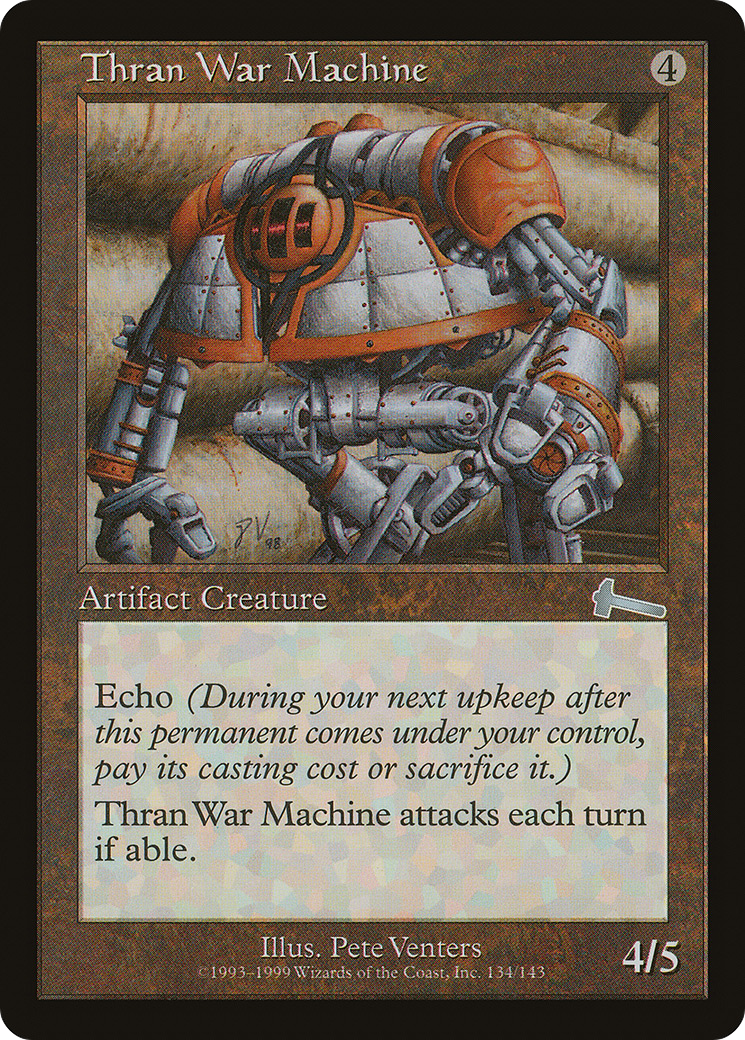 Thran War Machine 4
PV
98
Artifact Creature
Echo (During your next upkeep after
this permanent comes under your control,
pay its casting cost or sacrifice it.)
Thran War Machine attacks each turn
if able.
Illus. Pete Venters
©1993–1999 Wizards of the Coast, Inc. 134/143
4/5